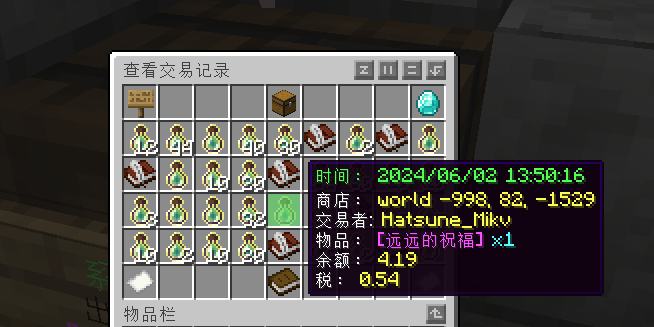 查看交易记录
时间： 2024/06/02 13:50:16
商店： world -998, 82, -1529
交易者: Hatsune_Mikv
物品： [远远的祝福] x1
余额： 4.19
税： 0.54
物品栏